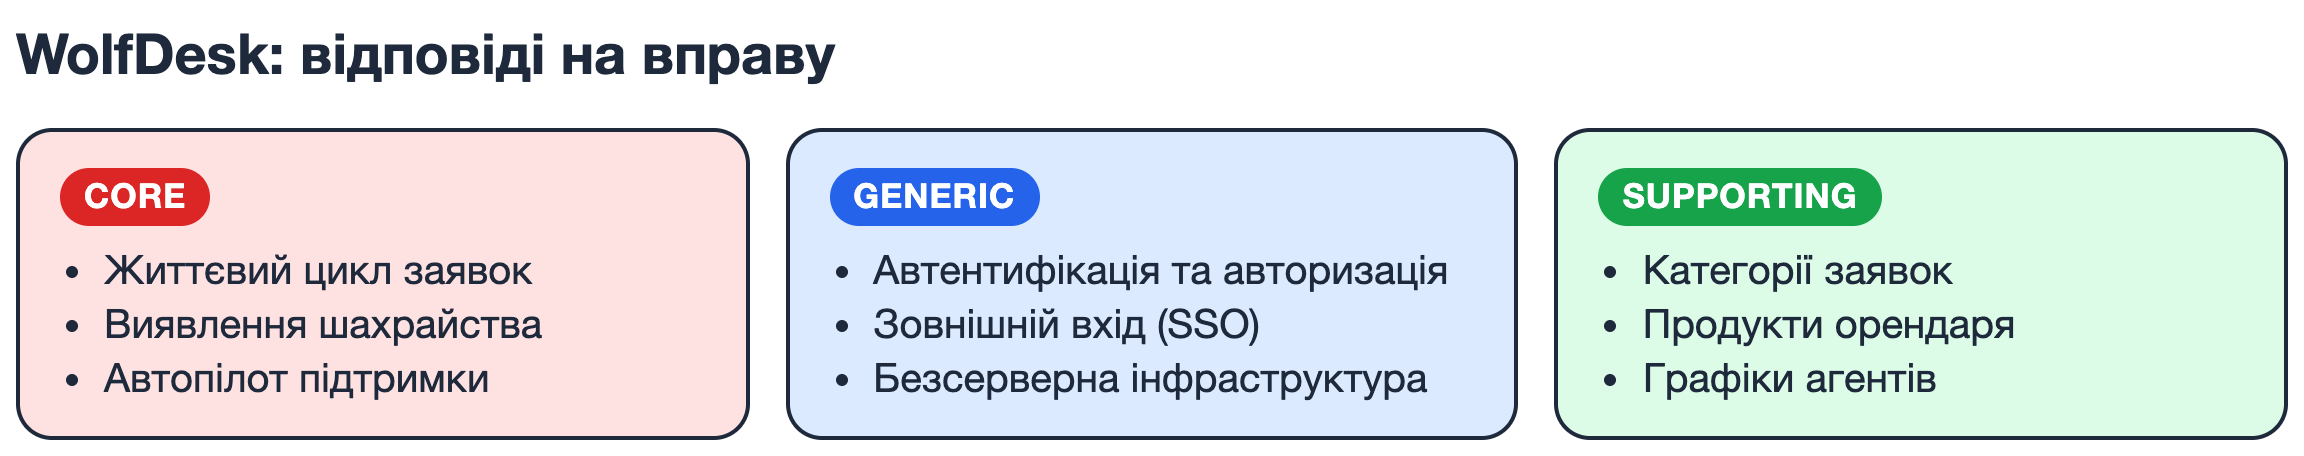 WolfDesk: відповіді на вправу
CORE
• Життєвий цикл заявок
• Виявлення шахрайства
• Автопілот підтримки
GENERIC
• Автентифікація та авторизація
• Зовнішній вхід (SSO)
• Безсерверна інфраструктура
SUPPORTING
• Категорії заявок
• Продукти орендаря
• Графіки агентів